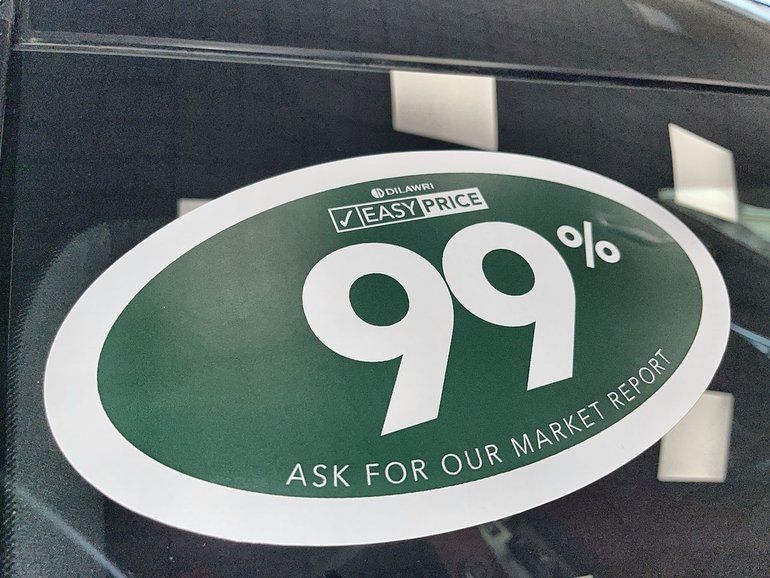 DILAWRI
EASY PRICE
99%
ASK FOR OUR MARKET REPORT